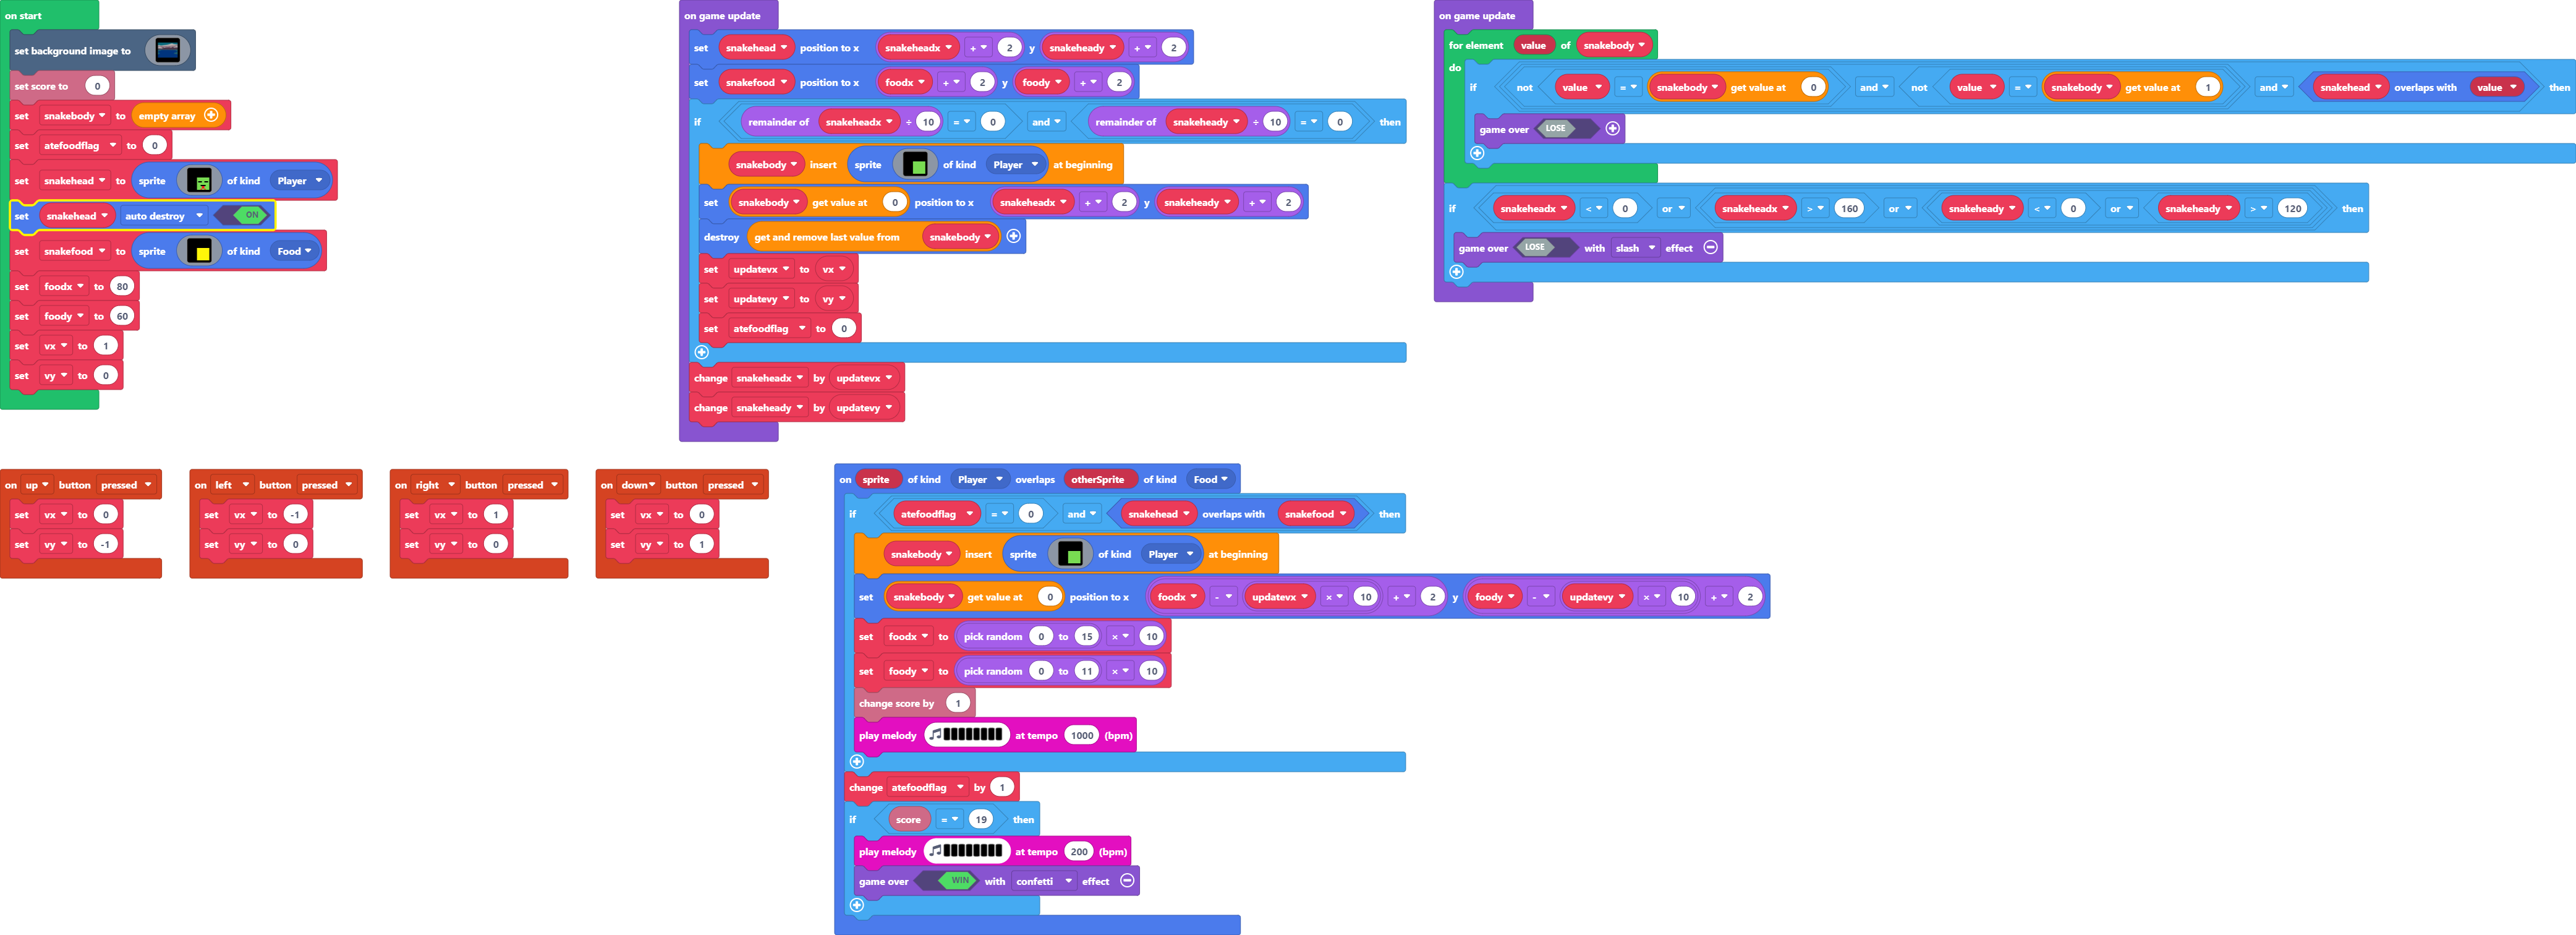 on start
set background image to
set score to 0
set snakebody to empty array
set atefoodflag to 0
set snakehead to sprite of kind Player
set snakehead auto destroy ON
set snakefood to sprite of kind Food
set foodx to 80
set foody to 60
set vx to 1
set vy to 0
on game update
set snakehead position to x snakeheadx + 2 y snakeheady + 2
set snakefood position to x foodx + 2 y foody + 2
if remainder of snakeheadx ÷ 10 = 0 and remainder of snakeheady ÷ 10 = 0 then
snakebody insert sprite of kind Player at beginning
set snakebody get value at 0 position to x snakeheadx + 2 y snakeheady + 2
destroy get and remove last value from snakebody
set updatevx to vx
set updatevy to vy
set atefoodflag to 0
change snakeheadx by updatevx
change snakeheady by updatevy
on game update
for element value of snakebody
do
if not value = snakebody get value at 0 and not value = snakebody get value at 1 and snakehead overlaps with value then
game over LOSE
if snakeheadx < 0 or snakeheadx > 160 or snakeheady < 0 or snakeheady > 120 then
game over LOSE with slash effect
on up button pressed
set vx to 0
set vy to -1
on left button pressed
set vx to -1
set vy to 0
on right button pressed
set vx to 1
set vy to 0
on down button pressed
set vx to 0
set vy to 1
on sprite of kind Player overlaps otherSprite of kind Food
if atefoodflag = 0 and snakehead overlaps with snakefood then
snakebody insert sprite of kind Player at beginning
set snakebody get value at 0 position to x foodx - updatevx × 10 + 2 y foody - updatevy × 10 + 2
set foodx to pick random 0 to 15 × 10
set foody to pick random 0 to 11 × 10
change score by 1
play melody at tempo 1000 (bpm)
change atefoodflag by 1
if score = 19 then
play melody at tempo 200 (bpm)
game over WIN with confetti effect